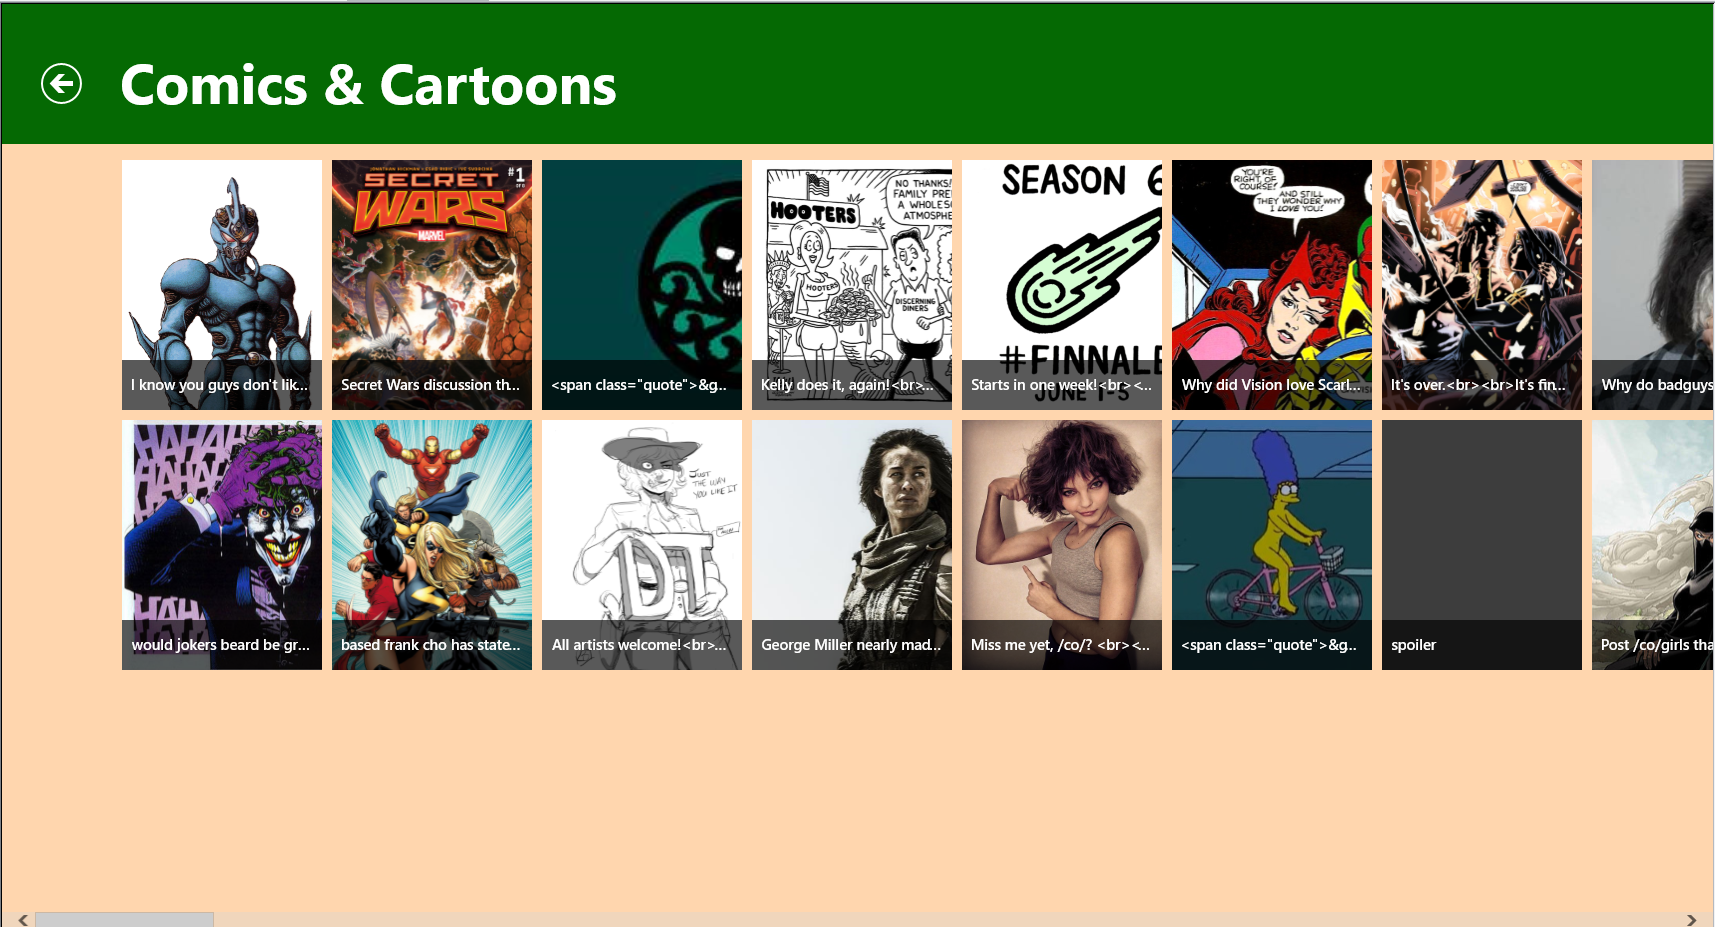 Comics & Cartoons
SECRET
#1
WARS
MARVEL
HOOTERS
NO THANKS!
FAMILY PRE
A WHOLESO
ATMOSPHE
HOOTERS
DISCERNING
DINERS
SEASON 6
#FINNALE
JUNE 1-5
YOU'RE
RIGHT, OF
COURSE!
AND STILL
THEY WONDER WHY
I LOVE YOU!
I know you guys don't lik...
Secret Wars discussion th...
<span class="quote">&g...
Kelly does it, again!<br>...
Starts in one week!<br><...
Why did Vision love Scarl...
It's over.<br><br>It's fin...
Why do badguys
HAHAH
HAHA
HAHA
HAH
JUST
THE WAY
YOU LIKE IT
DT
would jokers beard be gr...
based frank cho has state...
All artists welcome!<br>...
George Miller nearly mad...
Miss me yet, /co/? <br><...
<span class="quote">&g...
spoiler
Post /co/girls tha